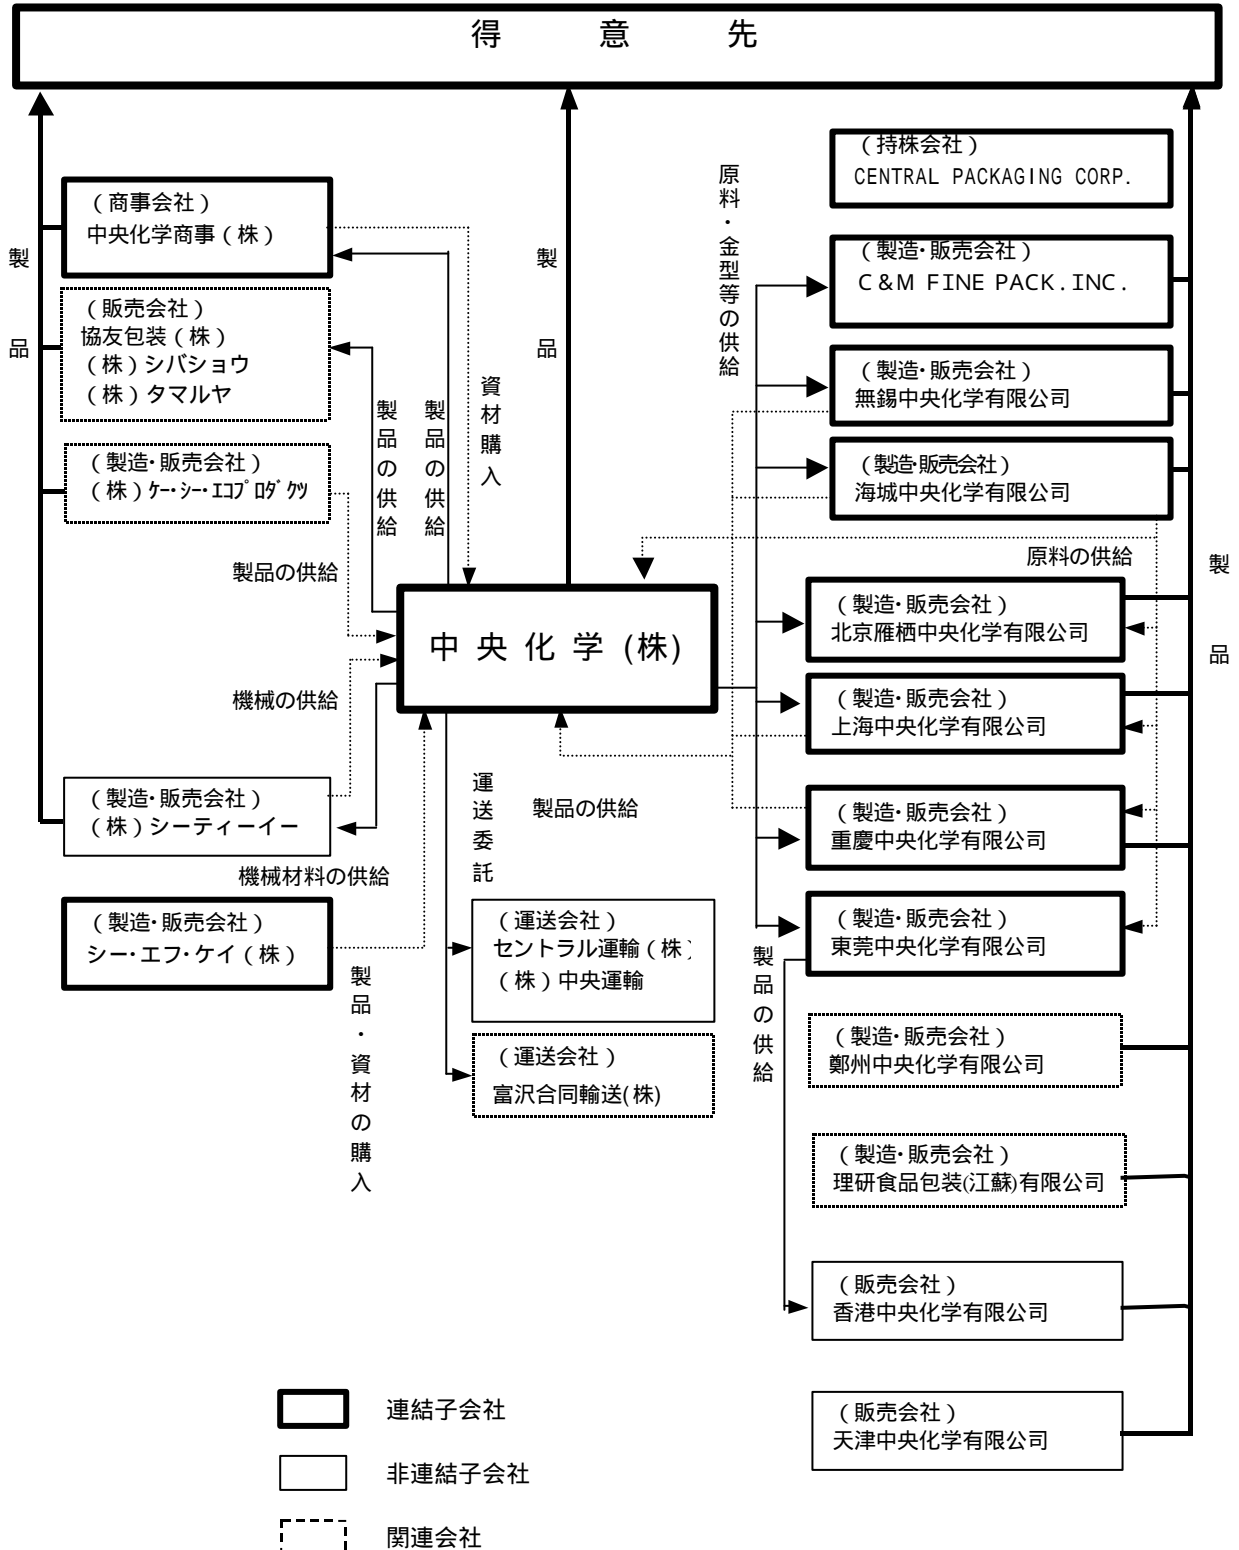 得意先
(持株会社)
CENTRAL PACKAGING CORP.
(商事会社)
中央化学商事(株)
製品
製品
原料・金型等の供給
(製造・販売会社)
C&M FINE PACK.INC.
(販売会社)
協友包装(株)
(株)シバショウ
(株)タマルヤ
(製造・販売会社)
無錫中央化学有限公司
製品の供給
製品の供給
資材購入
(製造・販売会社)
(株)ケー・シー・エコプロダクツ
(製造・販売会社)
海城中央化学有限公司
製品の供給
原料の供給
製品
中央化学(株)
(製造・販売会社)
北京雁栖中央化学有限公司
機械の供給
(製造・販売会社)
上海中央化学有限公司
(製造・販売会社)
(株)シーティーイー
運送委託
製品の供給
(製造・販売会社)
重慶中央化学有限公司
機械材料の供給
(製造・販売会社)
シー・エフ・ケイ(株)
(運送会社)
セントラル運輸(株)
(株)中央運輸
(製造・販売会社)
東莞中央化学有限公司
製品・資材の購入
製品の供給
(運送会社)
富沢合同輸送(株)
(製造・販売会社)
鄭州中央化学有限公司
(製造・販売会社)
理研食品包装(江蘇)有限公司
(販売会社)
香港中央化学有限公司
(販売会社)
天津中央化学有限公司
連結子会社
非連結子会社
関連会社